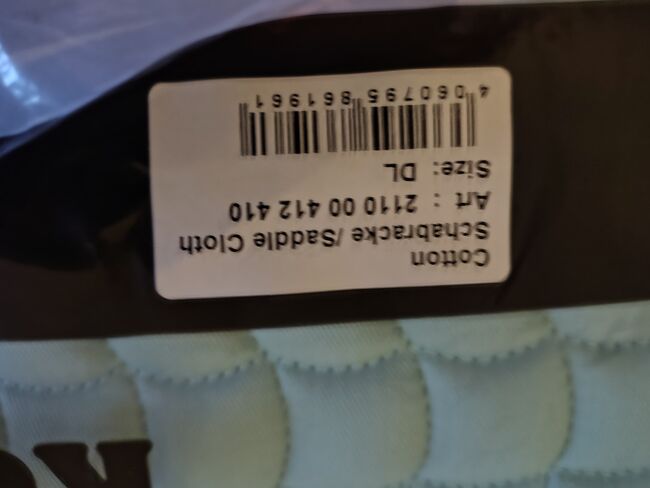 Cotton
Schabracke /Saddle Cloth
Art : 2110 00 412 410
Size: DL
4 060795 861961